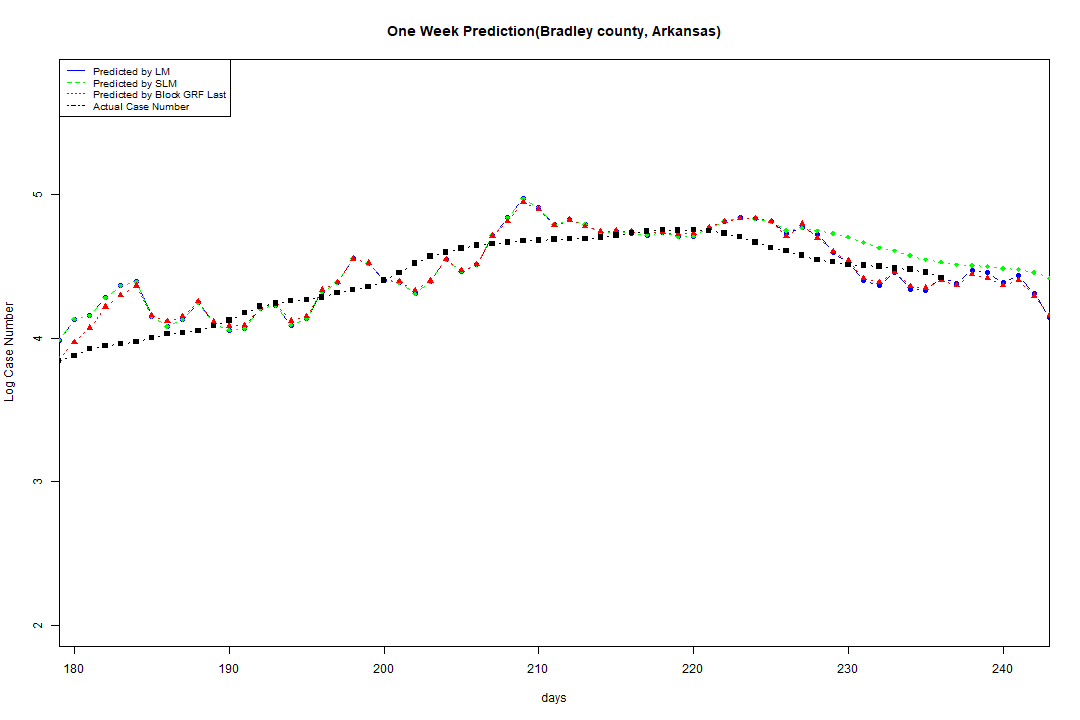 One Week Prediction(Bradley county, Arkansas)
Predicted by LM
Predicted by SLM
Predicted by Block GRF Last
Actual Case Number
5
4
3
2
Log Case Number
180 190 200 210 220 230 240
days